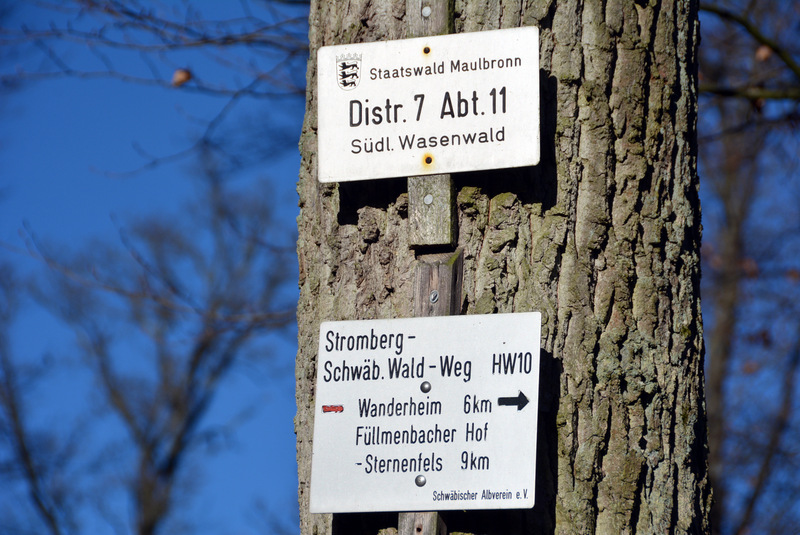 Staatswald Maulbronn
Distr. 7 Abt. 11
Südl. Wasenwald
Stromberg -
Schwäb. Wald - Weg HW10
Wanderheim 6km
Füllmenbacher Hof
- Sternenfels 9km
Schwäbischer Albverein e.V.